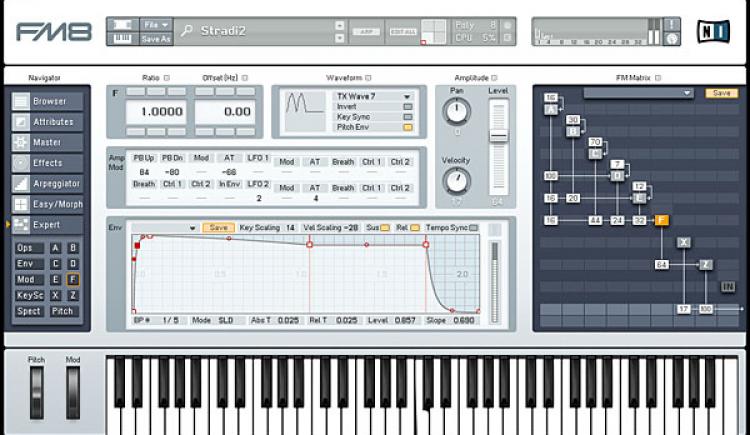 FM8
File
Save As
Stradi2
ARP
EDIT ALL
Poly 8
CPU 5%
1 4 8 12 16 20 24 28 32 36 40 44 48
NI
Navigator
Browser
Attributes
Master
Effects
Arpeggiator
Easy/Morph
Expert
Ops A B
Env C D
Mod E F
KeySc X Z
Spect Pitch
Ratio Offset (Hz)
F 1.0000 0.00
Waveform
TX Wave 7
Invert
Key Sync
Pitch Env
Amplitude
Pan Level
0
Velocity
17 64
Amp Mod
PB Up PB Dn Mod AT LFO 1 Mod AT Breath Ctrl 1 Ctrl 2
64 -80 — -66 — — — — — —
Breath Ctrl 1 Ctrl 2 In Env LFO 2 Mod AT Breath Ctrl 1 Ctrl 2
— — — — 2 — 4 — — —
Env Save Key Scaling 14 Vel Scaling -28 Sus Rel Tempo Sync
0.0 0.5 1.0 2.0
BP # 1 / 5 Mode SLD Abs T 0.025 Rel T 0.025 Level 0.857 Slope 0.690
FM Matrix
Save
16
A
30
B
70
C
7
100 D
12
16 20 E
16 44 24 32 F
X
64 Z
IN
17 100
Pitch Mod